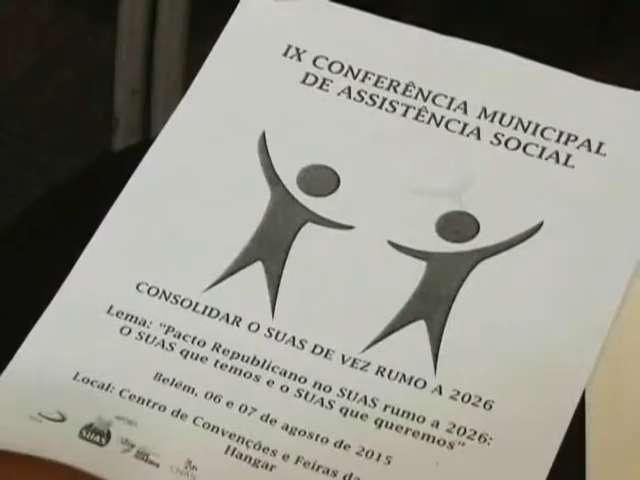 IX CONFERÊNCIA MUNICIPAL
DE ASSISTÊNCIA SOCIAL
CONSOLIDAR O SUAS DE VEZ RUMO A 2026
Lema: "Pacto Republicano no SUAS rumo a 2026:
O SUAS que temos e o SUAS que queremos"
Belém, 06 e 07 de agosto de 2015
Local: Centro de Convenções e Feiras da
Hangar